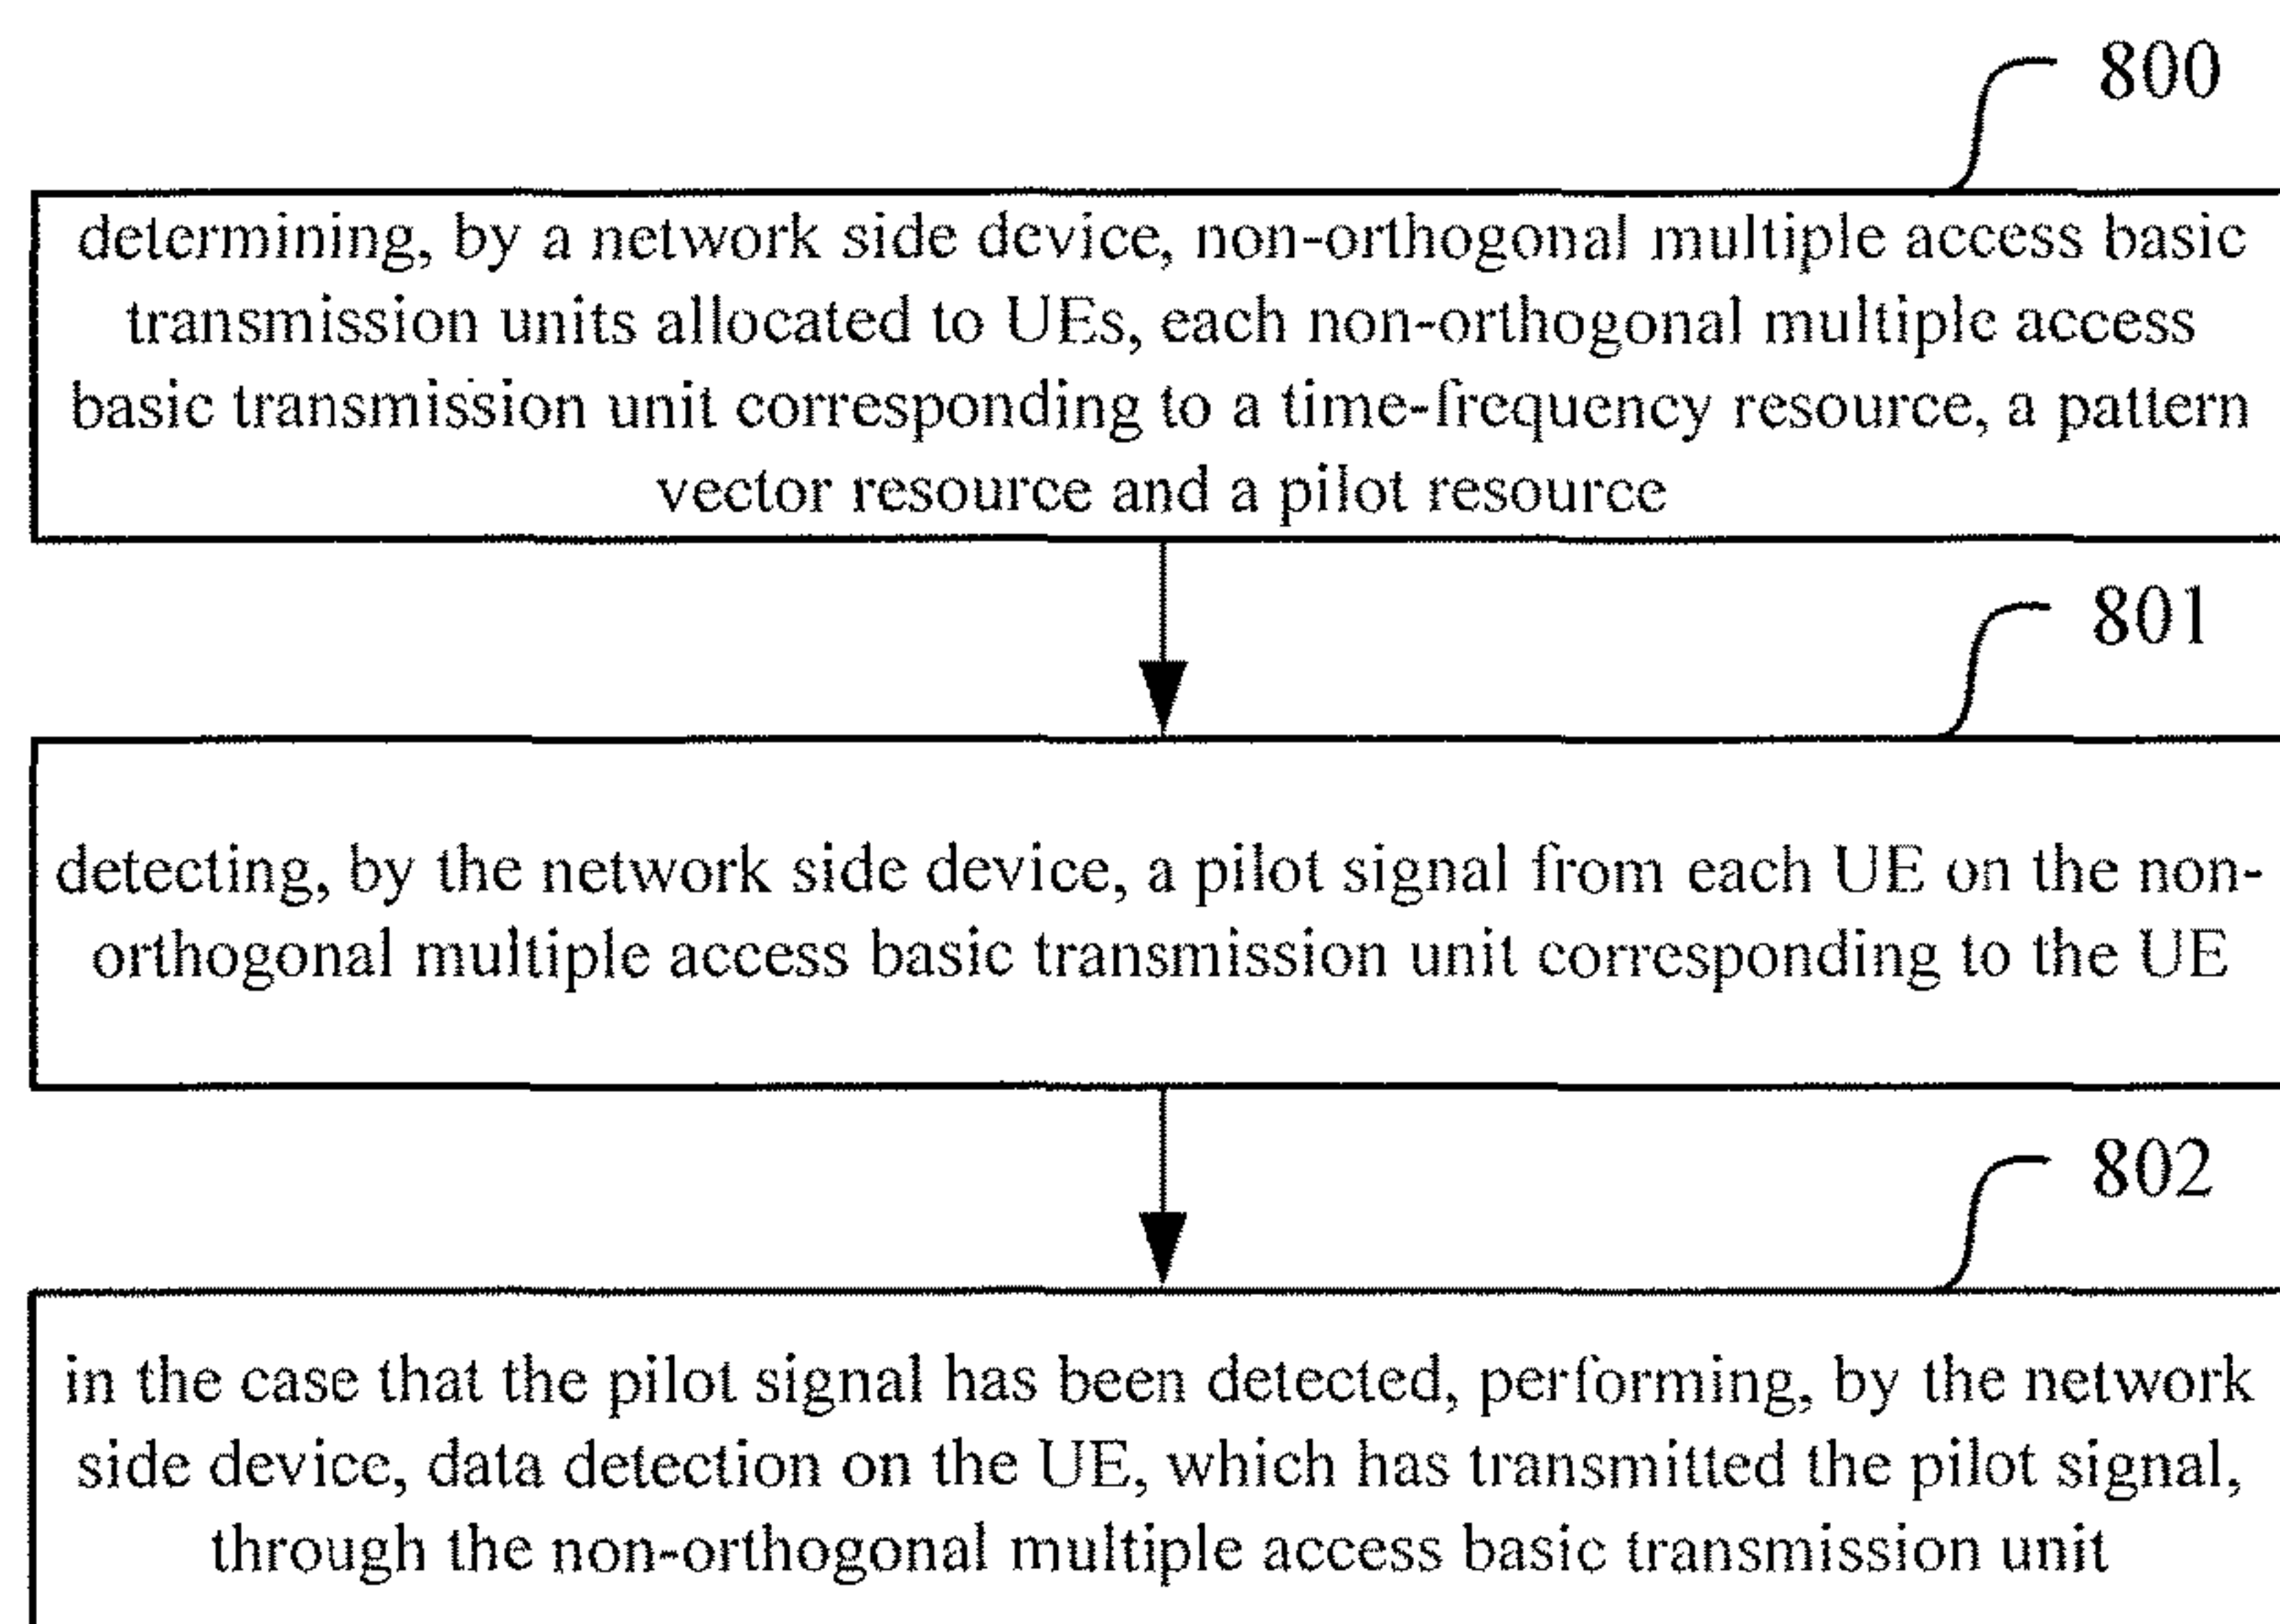 800
determining, by a network side device, non-orthogonal multiple access basic
transmission units allocated to UEs, each non-orthogonal multiple access
basic transmission unit corresponding to a time-frequency resource, a pattern
vector resource and a pilot resource
801
detecting, by the network side device, a pilot signal from each UE on the non-
orthogonal multiple access basic transmission unit corresponding to the UE
802
in the case that the pilot signal has been detected, performing, by the network
side device, data detection on the UE, which has transmitted the pilot signal,
through the non-orthogonal multiple access basic transmission unit